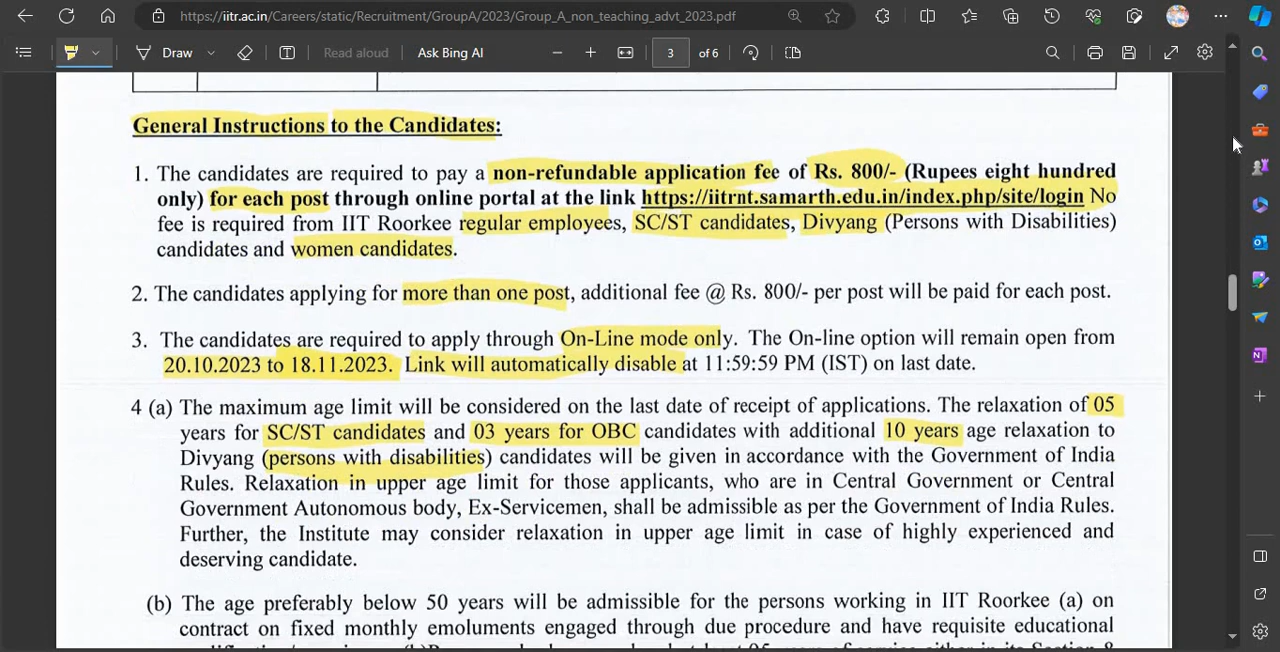 https://iitr.ac.in/Careers/static/Recruitment/GroupA/2023/Group_A_non_teaching_advt_2023.pdf
Draw
Read aloud
Ask Bing AI
3
of 6
General Instructions to the Candidates:
1. The candidates are required to pay a non-refundable application fee of Rs. 800/- (Rupees eight hundred
only) for each post through online portal at the link https://iitrnt.samarth.edu.in/index.php/site/login No
fee is required from IIT Roorkee regular employees, SC/ST candidates, Divyang (Persons with Disabilities)
candidates and women candidates.
2. The candidates applying for more than one post, additional fee @ Rs. 800/- per post will be paid for each post.
3. The candidates are required to apply through On-Line mode only. The On-line option will remain open from
20.10.2023 to 18.11.2023. Link will automatically disable at 11:59:59 PM (IST) on last date.
4 (a) The maximum age limit will be considered on the last date of receipt of applications. The relaxation of 05
years for SC/ST candidates and 03 years for OBC candidates with additional 10 years age relaxation to
Divyang (persons with disabilities) candidates will be given in accordance with the Government of India
Rules. Relaxation in upper age limit for those applicants, who are in Central Government or Central
Government Autonomous body, Ex-Servicemen, shall be admissible as per the Government of India Rules.
Further, the Institute may consider relaxation in upper age limit in case of highly experienced and
deserving candidate.
(b) The age preferably below 50 years will be admissible for the persons working in IIT Roorkee (a) on
contract on fixed monthly emoluments engaged through due procedure and have requisite educational